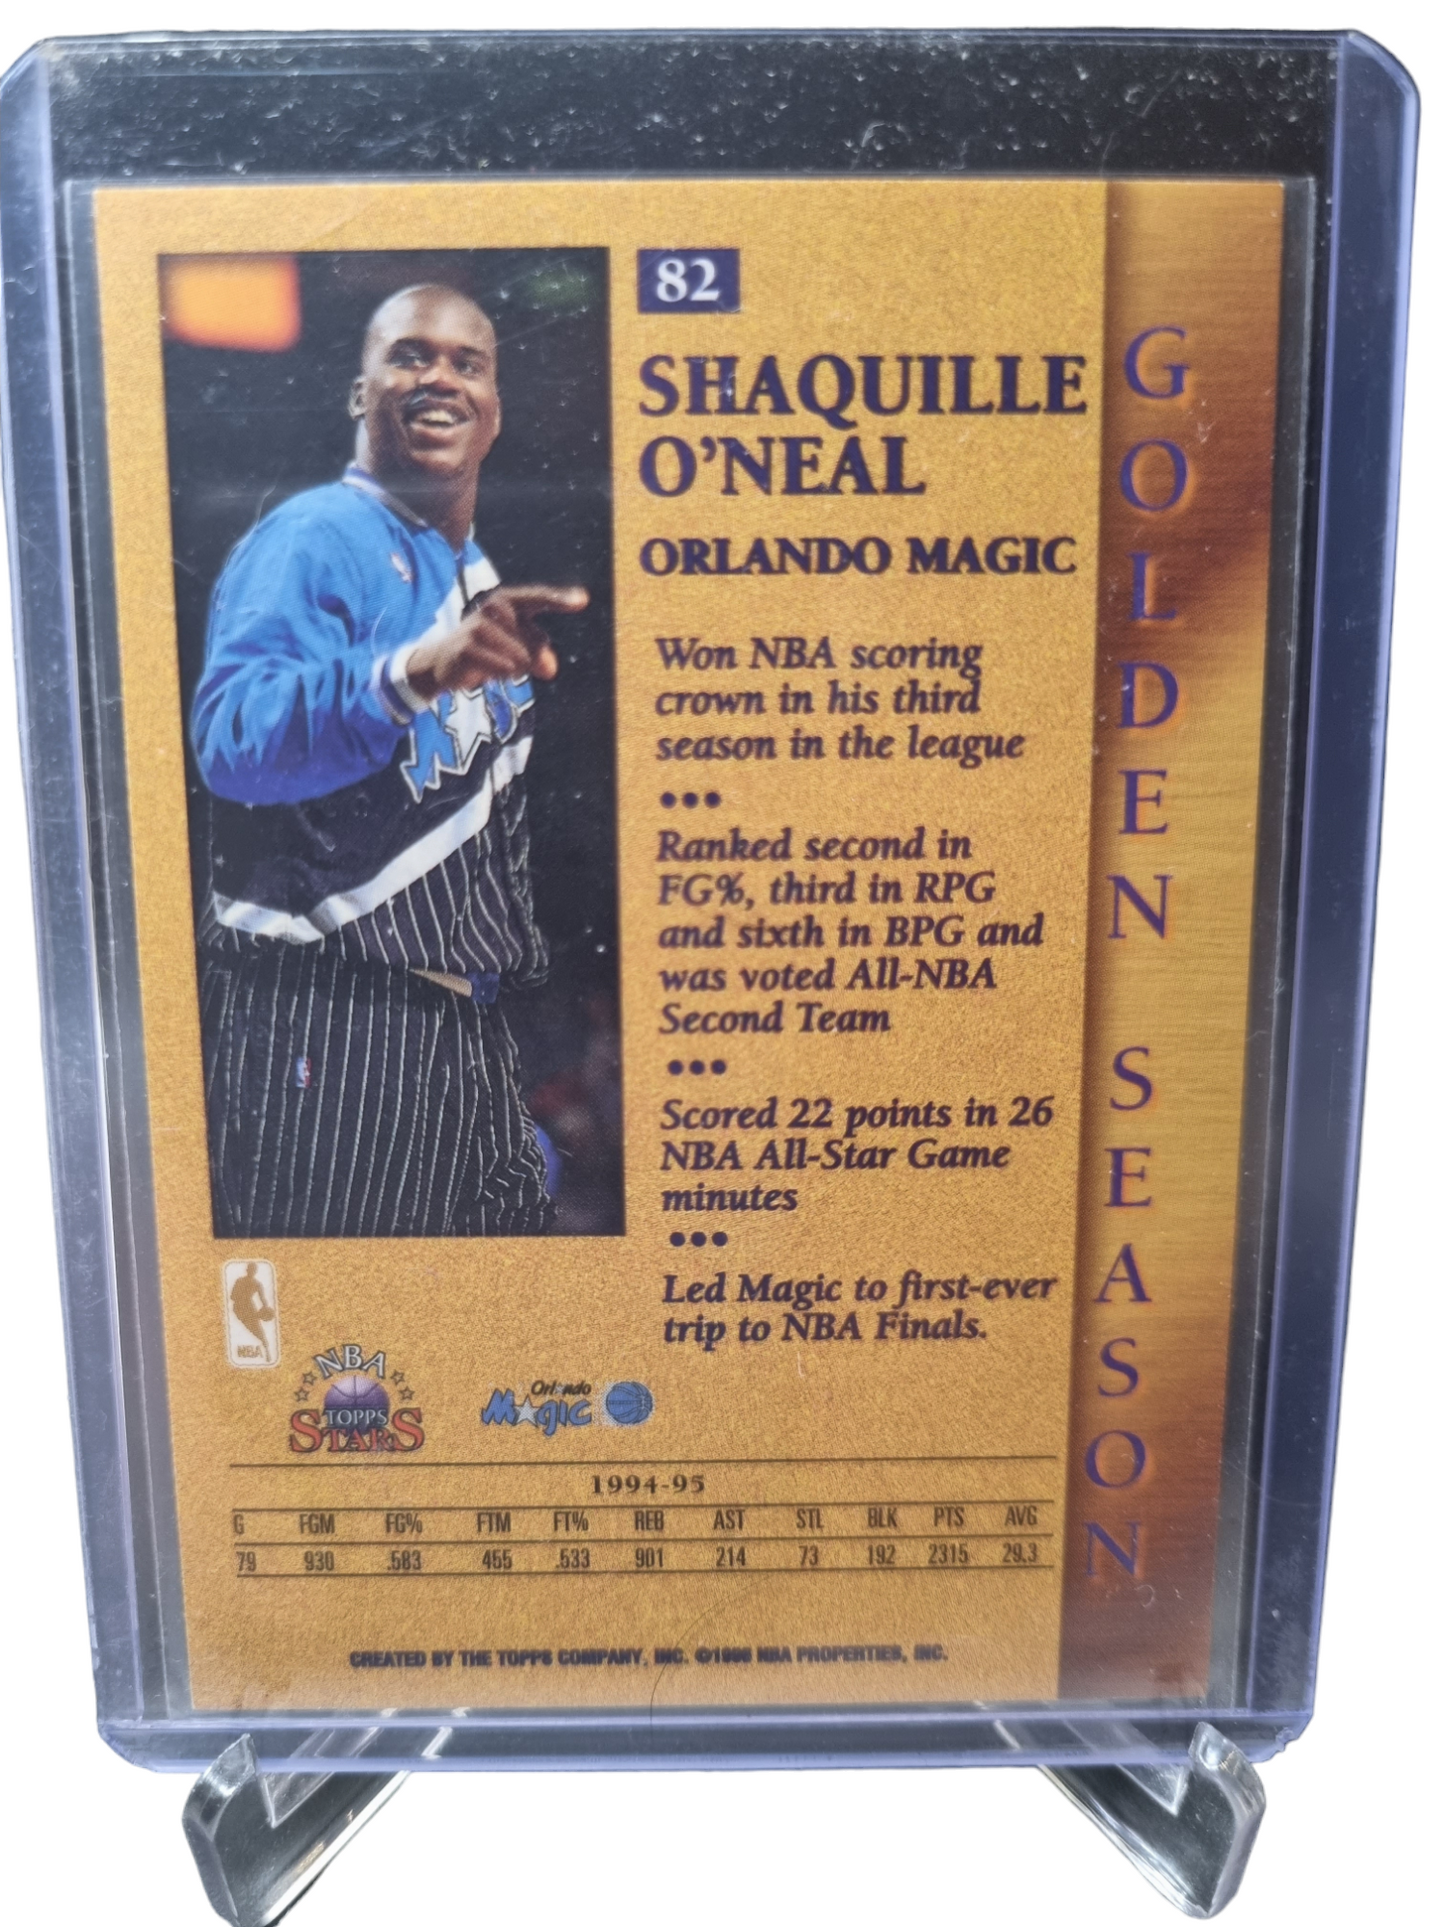 82
SHAQUILLE
O'NEAL
ORLANDO MAGIC
Won NBA scoring
crown in his third
season in the league
•••
Ranked second in
FG%, third in RPG
and sixth in BPG and
was voted All-NBA
Second Team
•••
Scored 22 points in 26
NBA All-Star Game
minutes
•••
Led Magic to first-ever
trip to NBA Finals.
GOLDEN SEASON
NBA
NBA
TOPPS
STARS
Orlando
Magic
1994-95
G FGM FG% FTM FT% REB AST STL BLK PTS AVG
79 930 .583 455 .533 901 214 73 192 2315 29.3
CREATED BY THE TOPPS COMPANY, INC. ©1996 NBA PROPERTIES, INC.